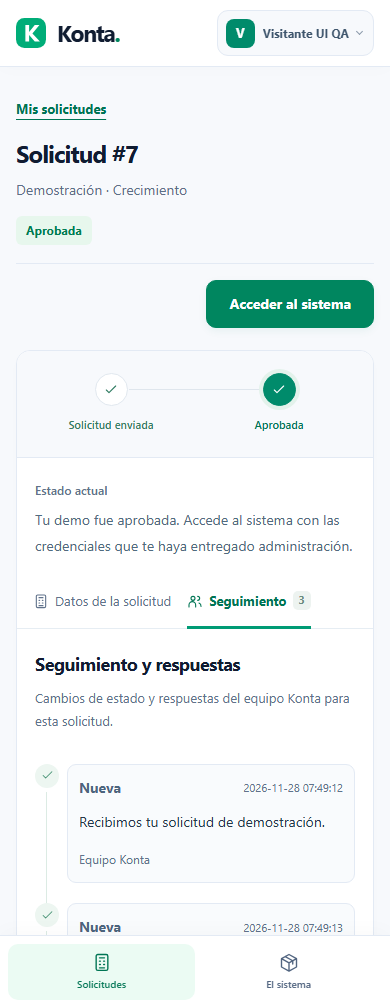 K Konta.
V Visitante UI QA
Mis solicitudes
Solicitud #7
Demostración · Crecimiento
Aprobada
Acceder al sistema
Solicitud enviada
Aprobada
Estado actual
Tu demo fue aprobada. Accede al sistema con las
credenciales que te haya entregado administración.
Datos de la solicitud
Seguimiento 3
Seguimiento y respuestas
Cambios de estado y respuestas del equipo Konta para
esta solicitud.
Nueva 2026-11-28 07:49:12
Recibimos tu solicitud de demostración.
Equipo Konta
Nueva 2026-11-28 07:49:13
Solicitudes
El sistema